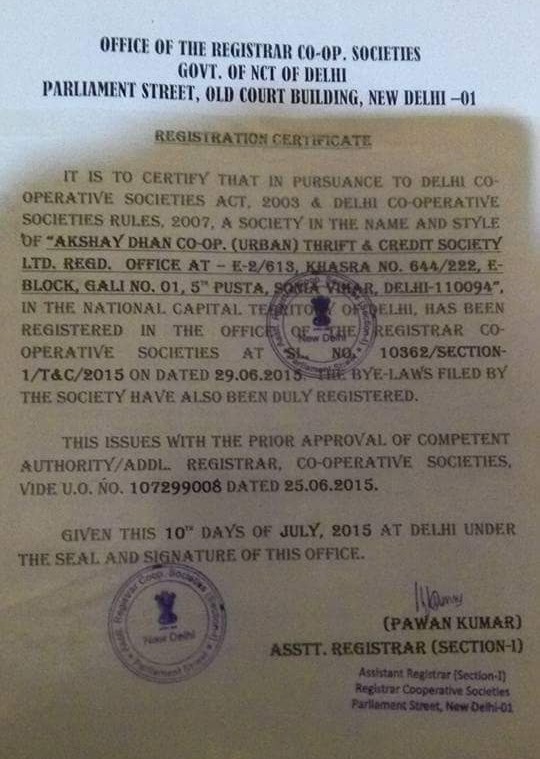 OFFICE OF THE REGISTRAR CO-OP. SOCIETIES
GOVT. OF NCT OF DELHI
PARLIAMENT STREET, OLD COURT BUILDING, NEW DELHI –01
REGISTRATION CERTIFICATE
IT IS TO CERTIFY THAT IN PURSUANCE TO DELHI CO-
OPERATIVE SOCIETIES ACT, 2003 & DELHI CO-OPERATIVE
SOCIETIES RULES, 2007, A SOCIETY IN THE NAME AND STYLE
OF "AKSHAY DHAN CO-OP. (URBAN) THRIFT & CREDIT SOCIETY
LTD. REGD. OFFICE AT – E-2/613, KHASRA NO. 644/222, E-
BLOCK, GALI NO. 01, 5TH PUSTA, SONIA VIHAR, DELHI-110094",
IN THE NATIONAL CAPITAL TERRITORY OF DELHI, HAS BEEN
REGISTERED IN THE OFFICE OF THE REGISTRAR CO-
OPERATIVE SOCIETIES AT "SL. NO. 10362/SECTION-
1/T&C/2015 ON DATED 29.06.2015. THE BYE-LAWS FILED BY
THE SOCIETY HAVE ALSO BEEN DULY REGISTERED.
THIS ISSUES WITH THE PRIOR APPROVAL OF COMPETENT
AUTHORITY/ADDL. REGISTRAR, CO-OPERATIVE SOCIETIES,
VIDE U.O. NO. 107299008 DATED 25.06.2015.
GIVEN THIS 10TH DAYS OF JULY, 2015 AT DELHI UNDER
THE SEAL AND SIGNATURE OF THIS OFFICE.
Asstt. Registrar Coop. Societies (Section-I)
New Delhi
Parliament Street
(PAWAN KUMAR)
ASSTT. REGISTRAR (SECTION-I)
Assistant Registrar (Section-I)
Registrar Cooperative Societies
Parliament Street, New Delhi-01